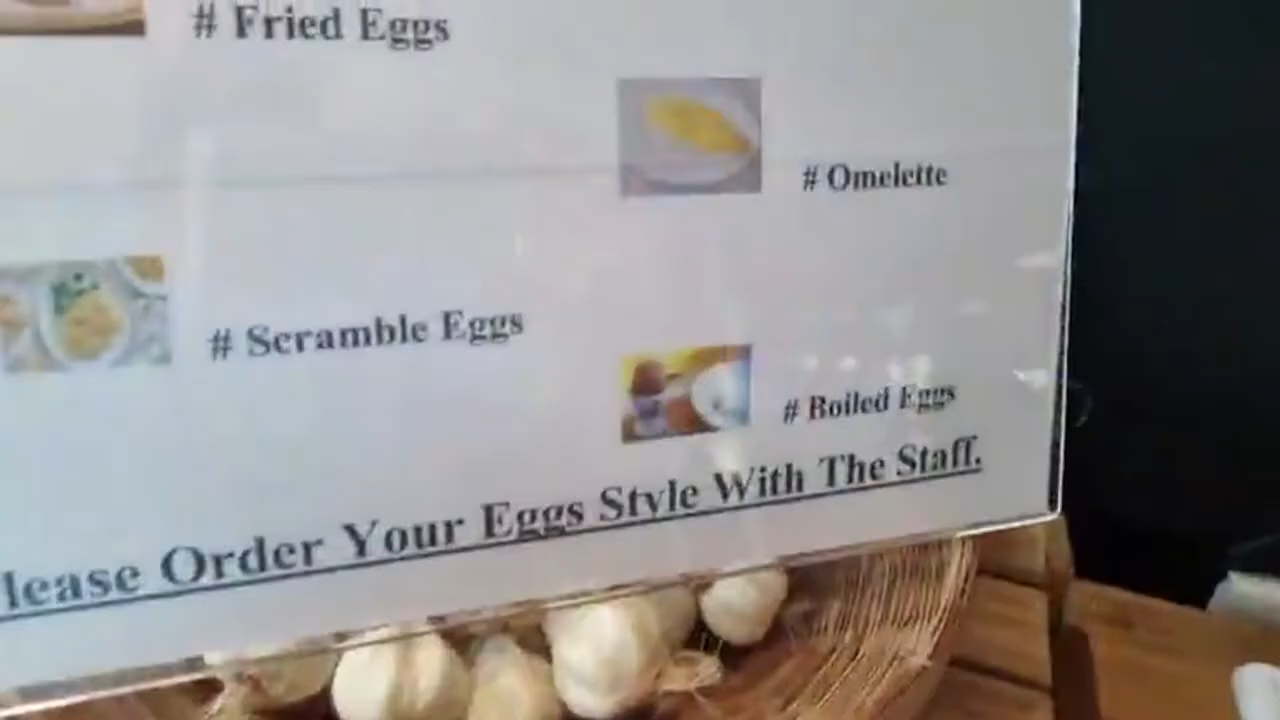 # Fried Eggs
# Omelette
# Scramble Eggs
# Boiled Eggs
lease Order Your Eggs Style With The Staff.